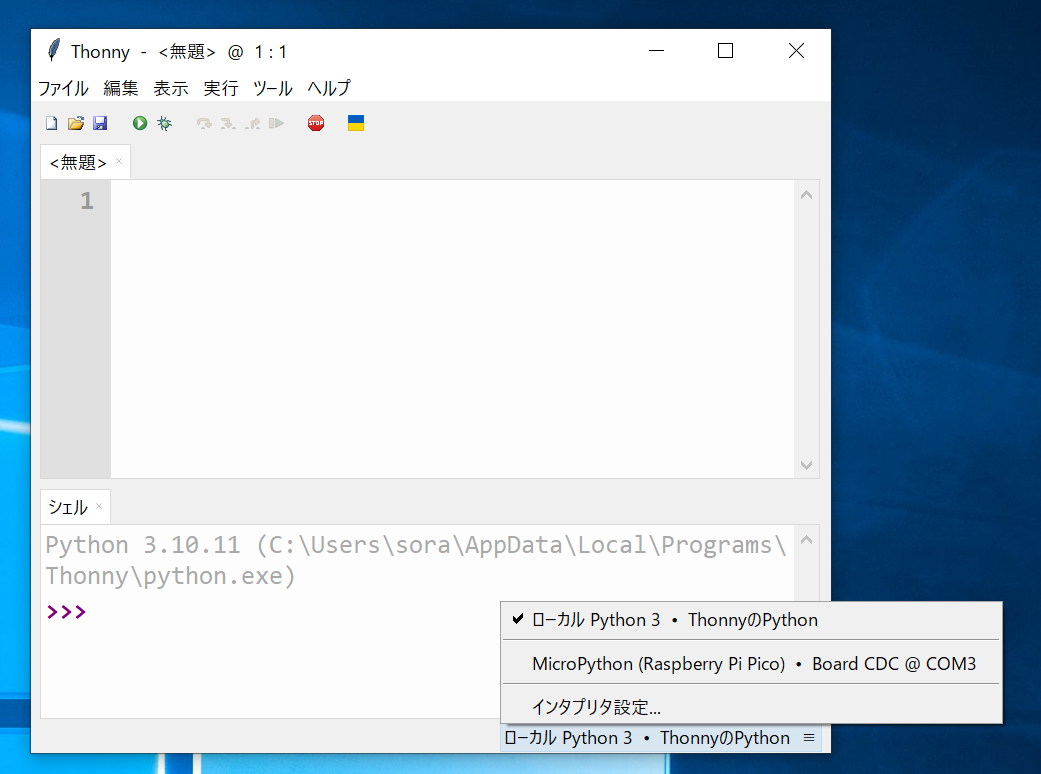 Thonny - <無題> @ 1 : 1
ファイル 編集 表示 実行 ツール ヘルプ
STOP
<無題> ×
1
シェル ×
Python 3.10.11 (C:\Users\sora\AppData\Local\Programs\
Thonny\python.exe)
>>>
✔ ローカル Python 3 • ThonnyのPython
MicroPython (Raspberry Pi Pico) • Board CDC @ COM3
インタプリタ設定...
ローカル Python 3 • ThonnyのPython ≡